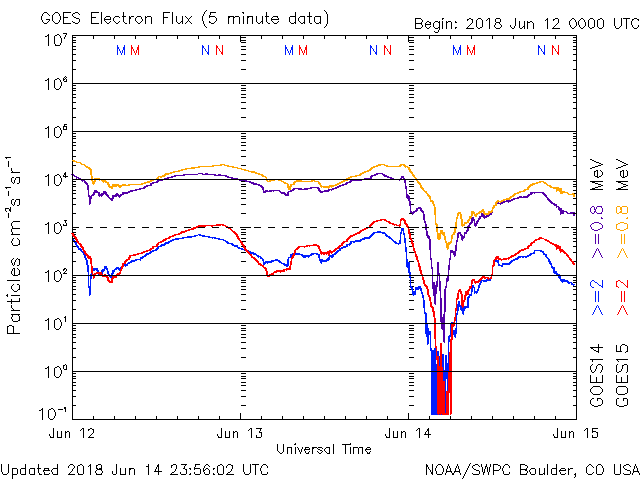 GOES Electron Flux (5 minute data)
Begin: 2018 Jun 12 0000 UTC
M M N N M M N N M M N N
10⁷
10⁶
10⁵
10⁴
10³
10²
10¹
10⁰
10⁻¹
Particles cm⁻²s⁻¹sr⁻¹
Jun 12 Jun 13 Jun 14 Jun 15
Universal Time
GOES14 >=2 >=0.8 MeV
GOES15 >=2 >=0.8 MeV
Updated 2018 Jun 14 23:56:02 UTC
NOAA/SWPC Boulder, CO USA